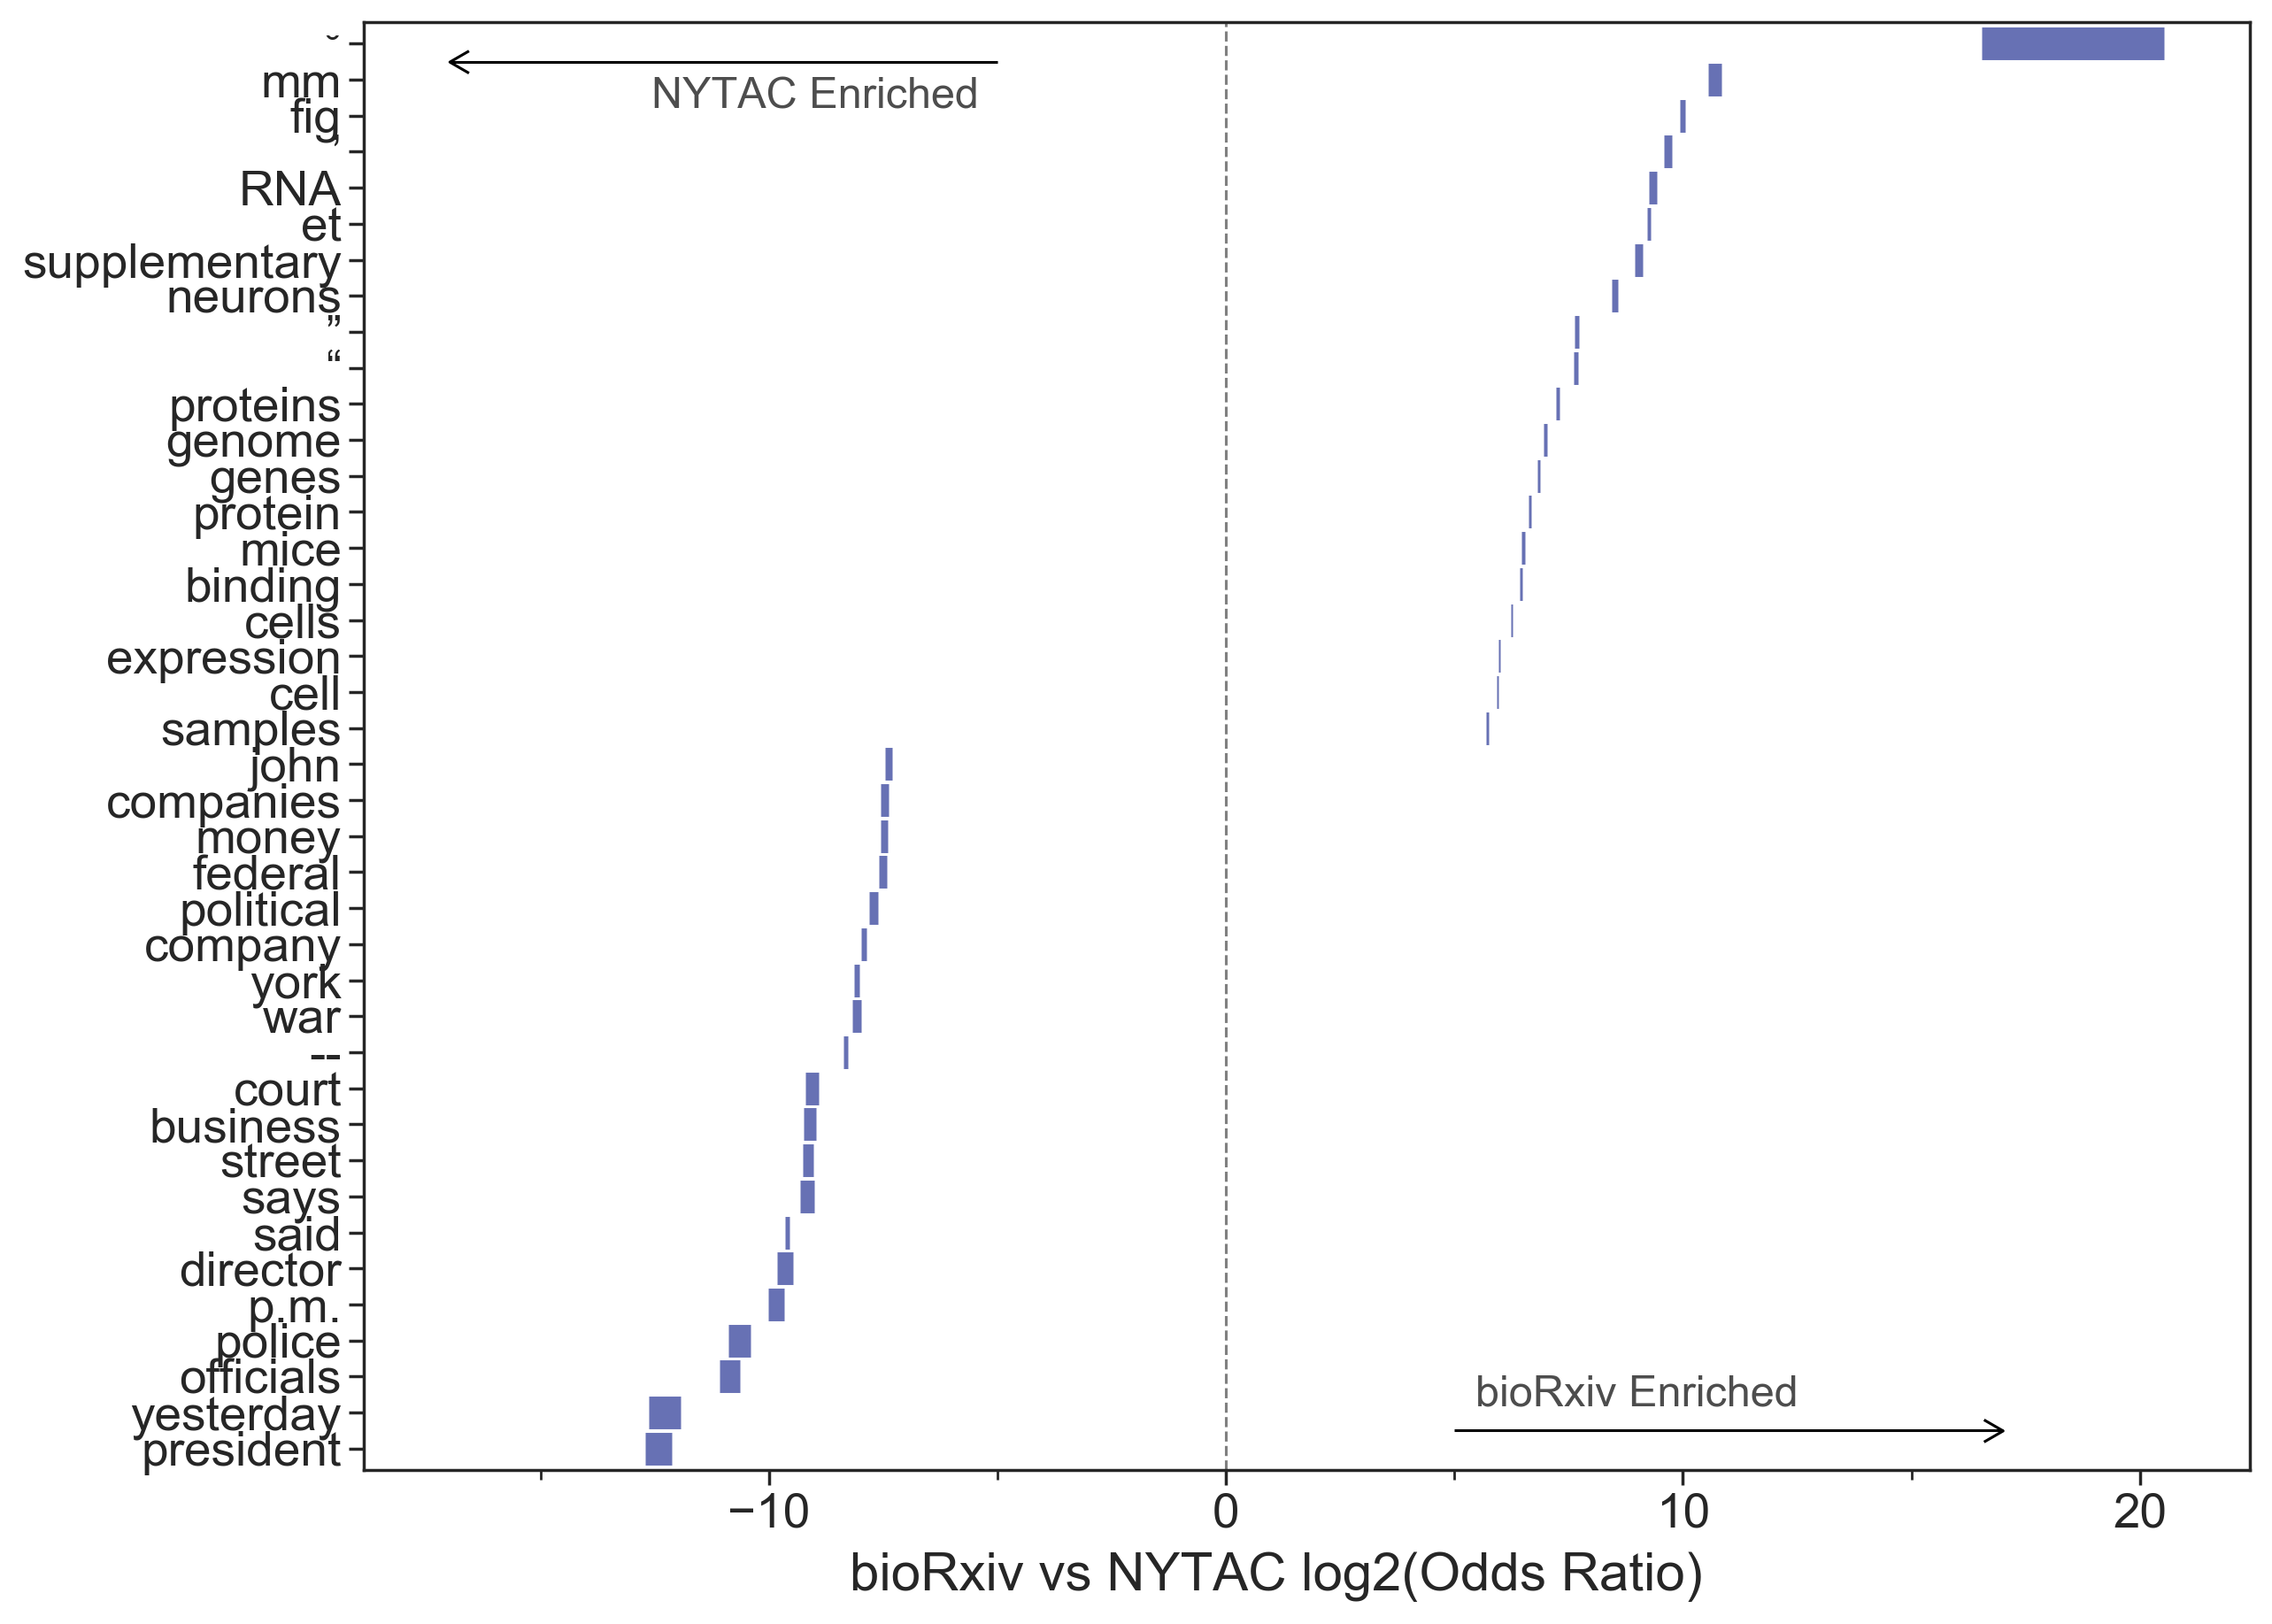 ˘
NYTAC Enriched
mm
fig
’
RNA
et
supplementary
neurons
”
“
proteins
genome
genes
protein
mice
binding
cells
expression
cell
samples
john
companies
money
federal
political
company
york
war
--
court
business
street
says
said
director
p.m.
police
officials
bioRxiv Enriched
yesterday
president
−10 0 10 20
bioRxiv vs NYTAC log2(Odds Ratio)